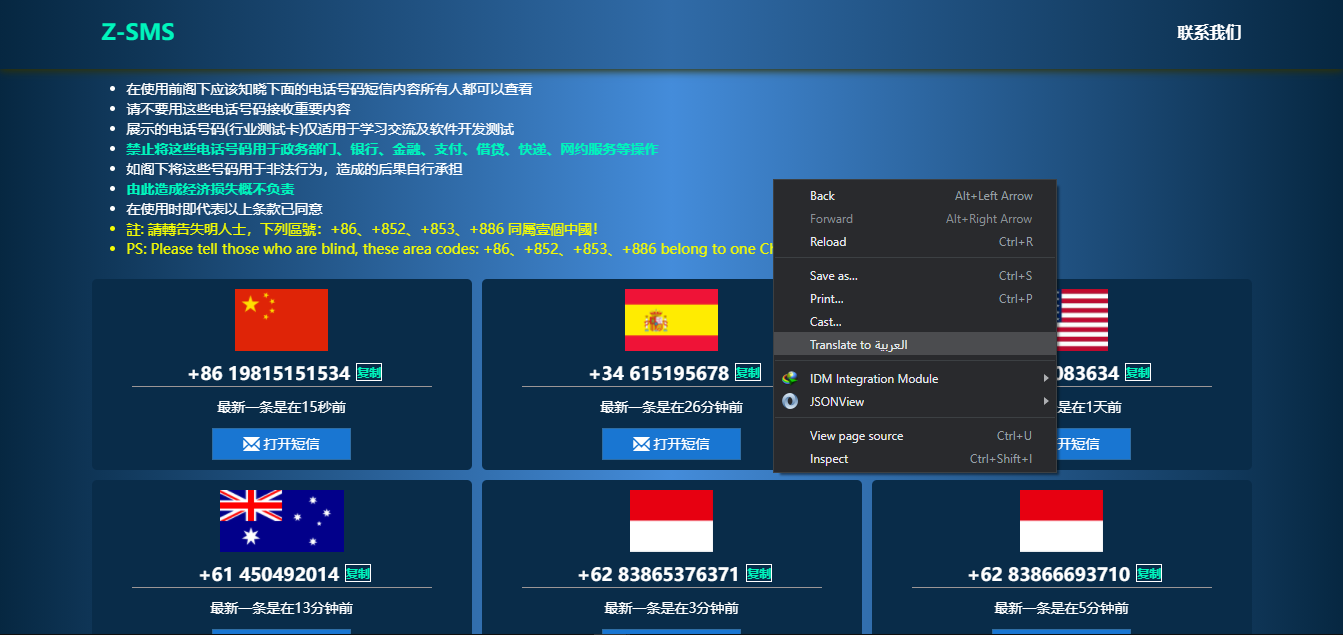 Z-SMS
联系我们
在使用前阁下应该知晓下面的电话号码短信内容所有人都可以查看
请不要用这些电话号码接收重要内容
展示的电话号码(行业测试卡)仅适用于学习交流及软件开发测试
禁止将这些电话号码用于政务部门、银行、金融、支付、借贷、快递、网约服务等操作
如阁下将这些号码用于非法行为，造成的后果自行承担
由此造成经济损失概不负责
在使用时即代表以上条款已同意
註: 請轉告失明人士，下列區號：+86、+852、+853、+886 同屬壹個中國！
PS: Please tell those who are blind, these area codes: +86、+852、+853、+886 belong to one
Back Alt+Left Arrow
Forward Alt+Right Arrow
Reload Ctrl+R
Save as... Ctrl+S
Print... Ctrl+P
Cast...
Translate to العربية
IDM Integration Module
JSONView
View page source Ctrl+U
Inspect Ctrl+Shift+I
+86 19815151534 复制
最新一条是在15秒前
打开短信
+34 615195678 复制
最新一条是在26分钟前
打开短信
083634 复制
是在1天前
开短信
+61 450492014 复制
最新一条是在13分钟前
+62 83865376371 复制
最新一条是在3分钟前
+62 83866693710 复制
最新一条是在5分钟前